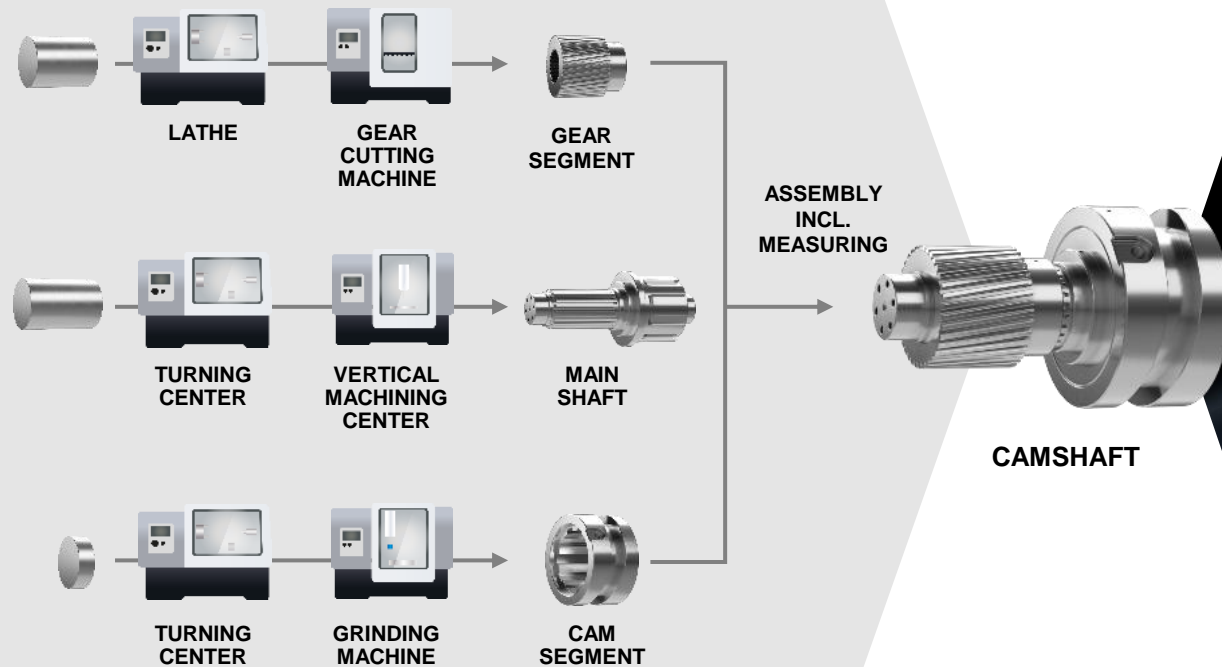 LATHE
GEAR
CUTTING
MACHINE
GEAR
SEGMENT
TURNING
CENTER
VERTICAL
MACHINING
CENTER
MAIN
SHAFT
TURNING
CENTER
GRINDING
MACHINE
CAM
SEGMENT
ASSEMBLY
INCL.
MEASURING
CAMSHAFT